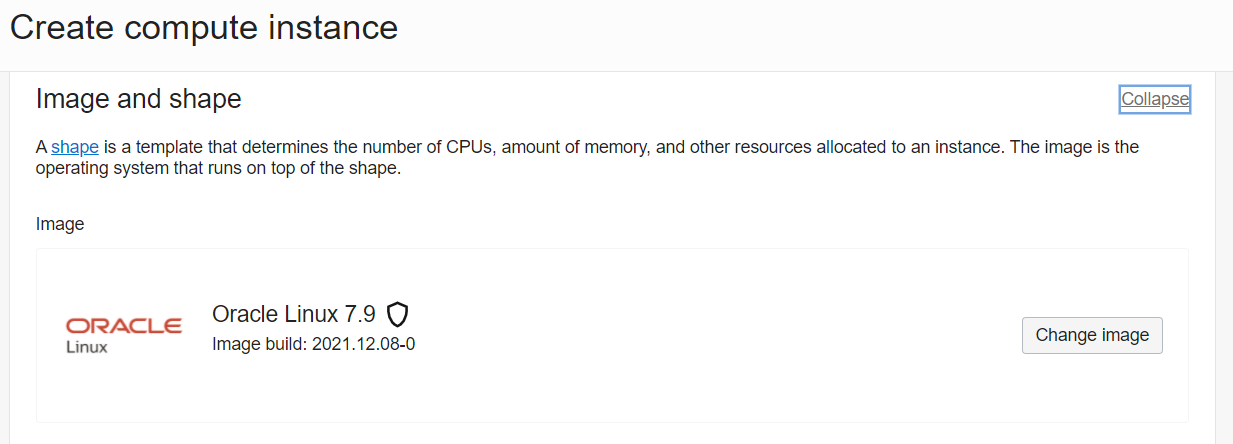 Create compute instance
Image and shape
Collapse
A shape is a template that determines the number of CPUs, amount of memory, and other resources allocated to an instance. The image is the
operating system that runs on top of the shape.
Image
ORACLE
Linux
Oracle Linux 7.9
Image build: 2021.12.08-0
Change image